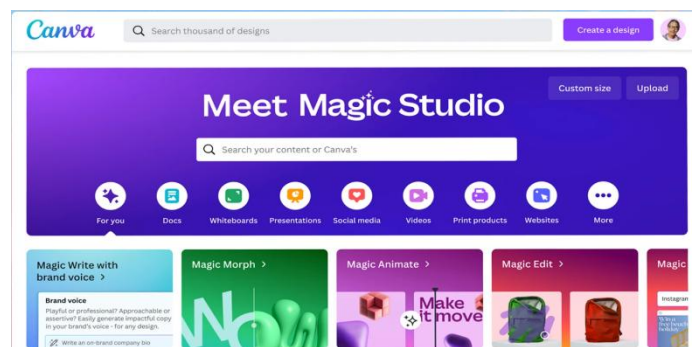 Canva
Search thousand of designs
Create a design
Custom size
Upload
Meet Magic Studio
Search your content or Canva's
For you
Docs
Whiteboards
Presentations
Social media
Videos
Print products
Websites
More
Magic Write with
brand voice >
Brand voice
Playful or professional? Approachable or
assertive? Easily generate impactful copy
in your brand's voice - for any design.
Write an on-brand company bio
Magic Morph >
Wo
Magic Animate >
Make
it move
Magic Edit >
Magic
Instagram